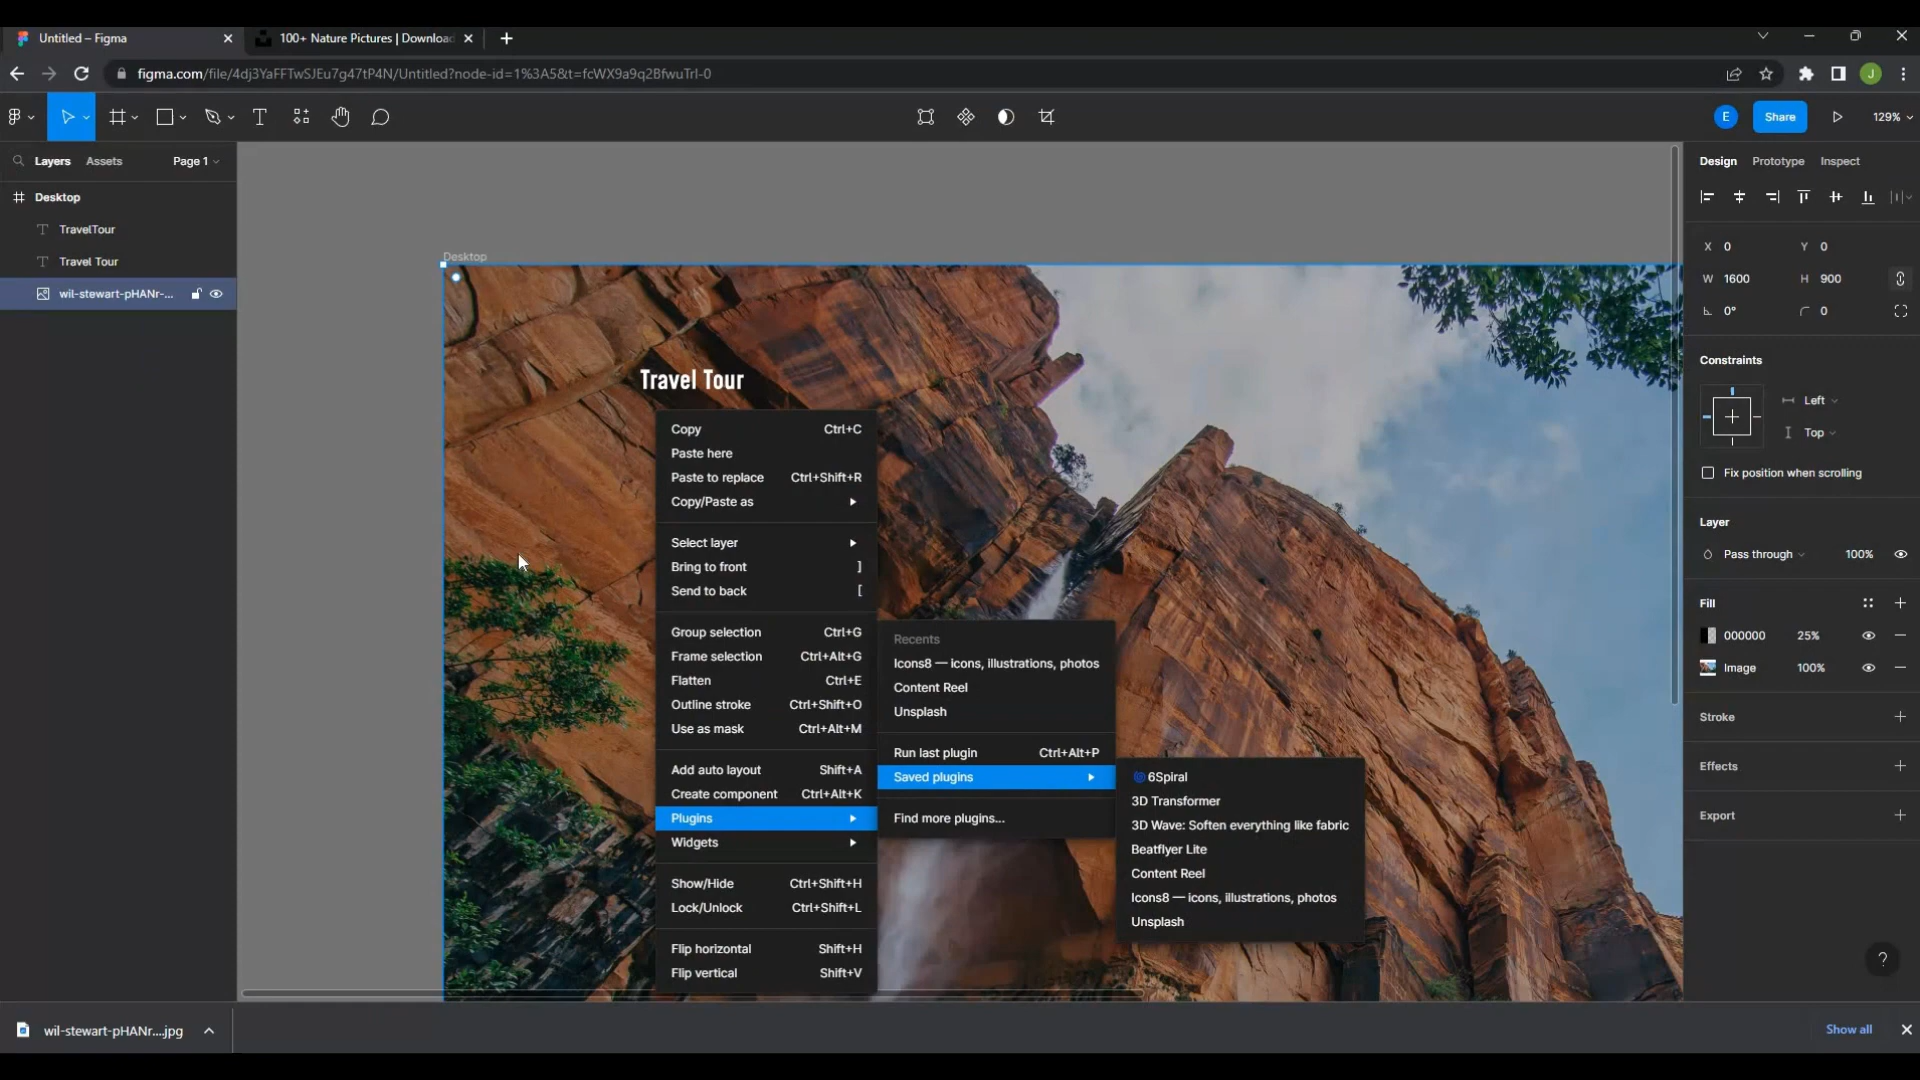 Untitled – Figma
100+ Nature Pictures | Download
figma.com/file/4dj3YaFFTwSJEu7g47tP4N/Untitled?node-id=1%3A5&t=fcWX9a9q2BfwuTrI-0
J
E
Share
129%
Layers
Assets
Page 1
Desktop
TravelTour
Travel Tour
wil-stewart-pHANr-...
Desktop
Travel Tour
Copy Ctrl+C
Paste here
Paste to replace Ctrl+Shift+R
Copy/Paste as
Select layer
Bring to front ]
Send to back [
Group selection Ctrl+G
Frame selection Ctrl+Alt+G
Flatten Ctrl+E
Outline stroke Ctrl+Shift+O
Use as mask Ctrl+Alt+M
Add auto layout Shift+A
Create component Ctrl+Alt+K
Plugins
Widgets
Show/Hide Ctrl+Shift+H
Lock/Unlock Ctrl+Shift+L
Flip horizontal Shift+H
Flip vertical Shift+V
Recents
Icons8 — icons, illustrations, photos
Content Reel
Unsplash
Run last plugin Ctrl+Alt+P
Saved plugins
Find more plugins...
6Spiral
3D Transformer
3D Wave: Soften everything like fabric
Beatflyer Lite
Content Reel
Icons8 — icons, illustrations, photos
Unsplash
Design
Prototype
Inspect
X 0 Y 0
W 1600 H 900
0° 0
Constraints
Left
Top
Fix position when scrolling
Layer
Pass through 100%
Fill
000000 25%
Image 100%
Stroke
Effects
Export
?
wil-stewart-pHANr....jpg
Show all